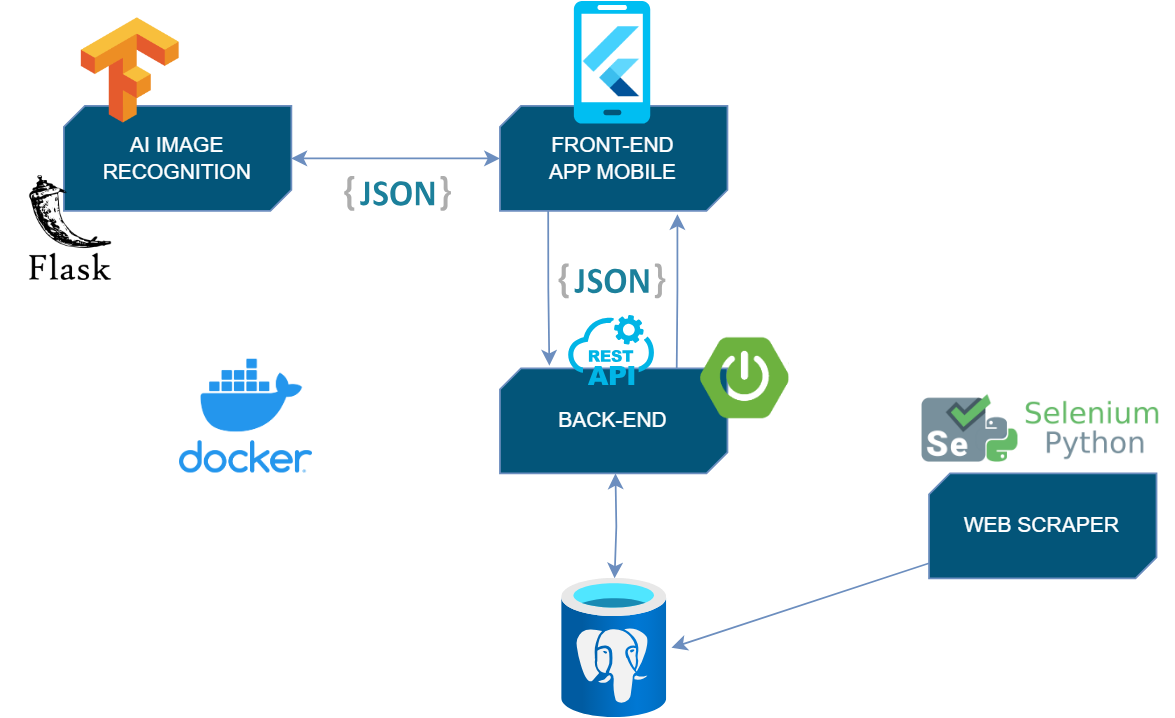 AI IMAGE
RECOGNITION
FRONT-END
APP MOBILE
{JSON}
Flask
{JSON}
REST
API
BACK-END
docker
Se
Selenium
Python
WEB SCRAPER